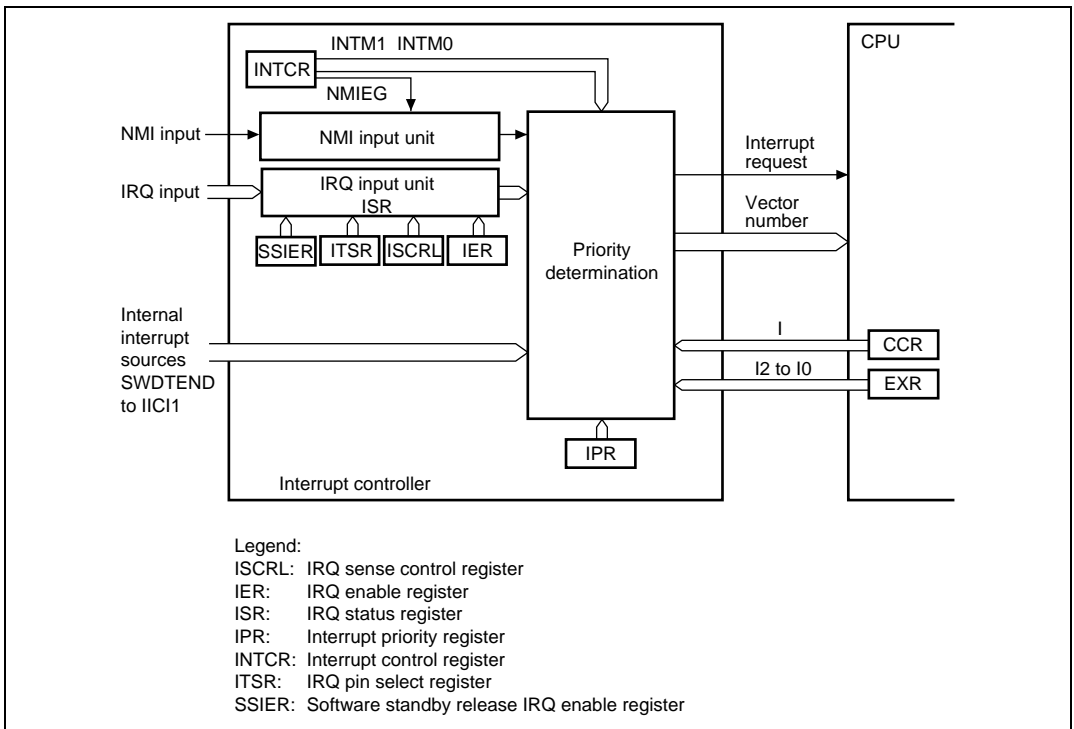 INTM1 INTM0
CPU
INTCR
NMIEG
NMI input
NMI input unit
Interrupt
request
IRQ input
IRQ input unit
ISR
Vector
number
SSIER
ITSR
ISCRL
IER
Priority
determination
Internal
interrupt
sources
SWDTEND
to IICI1
I
CCR
I2 to I0
EXR
IPR
Interrupt controller
Legend:
ISCRL: IRQ sense control register
IER: IRQ enable register
ISR: IRQ status register
IPR: Interrupt priority register
INTCR: Interrupt control register
ITSR: IRQ pin select register
SSIER: Software standby release IRQ enable register